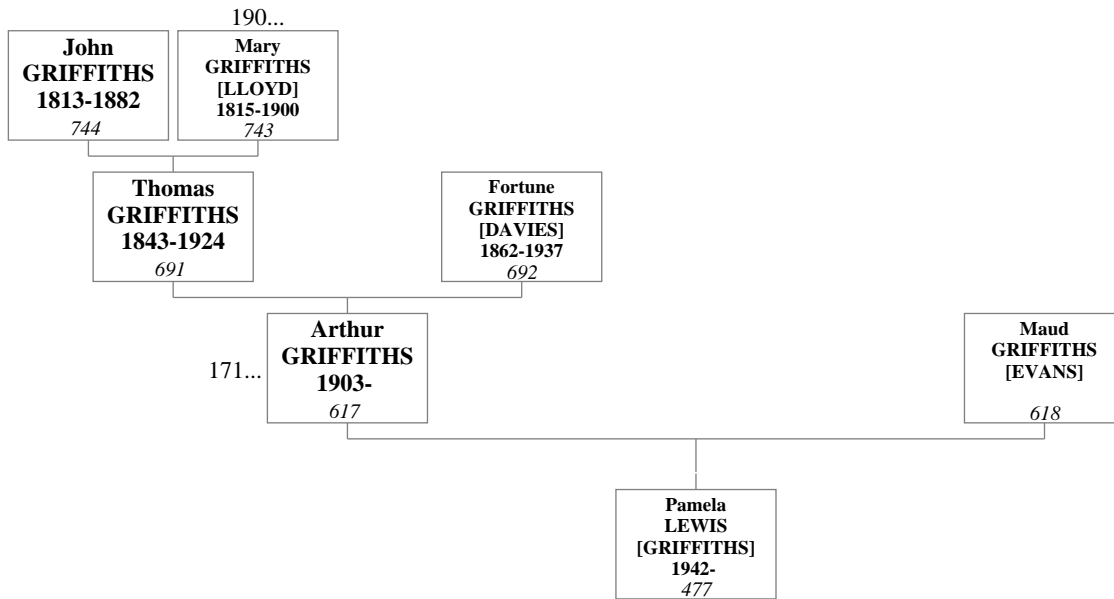 190...
John
GRIFFITHS
1813-1882
744
Mary
GRIFFITHS
[LLOYD]
1815-1900
743
Thomas
GRIFFITHS
1843-1924
691
Fortune
GRIFFITHS
[DAVIES]
1862-1937
692
171...
Arthur
GRIFFITHS
1903-
617
Maud
GRIFFITHS
[EVANS]
618
Pamela
LEWIS
[GRIFFITHS]
1942-
477